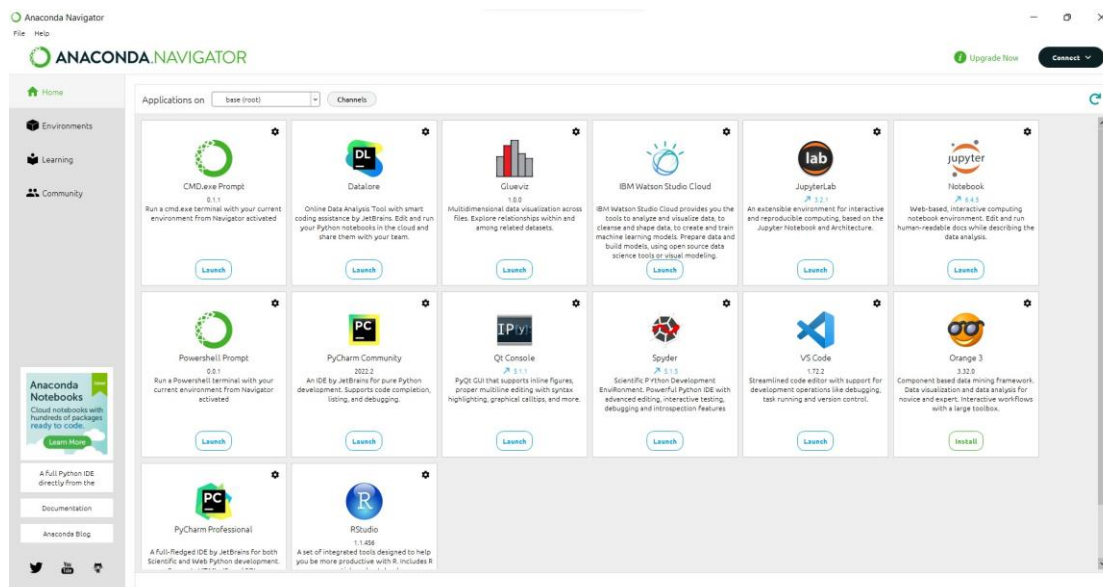 Anaconda Navigator
File Help
ANACONDA.NAVIGATOR
Upgrade Now
Connect
Home
Environments
Learning
Community
Applications on
base (root)
Channels
CMD.exe Prompt
0.1.1
Run a cmd.exe terminal with your current
environment from Navigator activated
Launch
DL
Datalore
Online Data Analysis Tool with smart
coding assistance by JetBrains. Edit and run
your Python notebooks in the cloud and
share them with your team.
Launch
Glueviz
1.0.0
Multidimensional data visualization across
files. Explore relationships within and
among related datasets.
Launch
IBM Watson Studio Cloud
IBM Watson Studio Cloud provides you the
tools to analyze and visualize data, to
cleanse and shape data, to create and train
machine learning models. Prepare data and
build models, using open source data
science tools or visual modeling.
Launch
lab
JupyterLab
3.2.1
An extensible environment for interactive
and reproducible computing, based on the
Jupyter Notebook and Architecture.
Launch
jupyter
Notebook
6.4.5
Web-based, interactive computing
notebook environment. Edit and run
human-readable docs while describing the
data analysis.
Launch
Powershell Prompt
0.0.1
Run a Powershell terminal with your
current environment from Navigator
activated
Launch
PC
PyCharm Community
2022.2
An IDE by JetBrains for pure Python
development. Supports code completion,
listing, and debugging.
Launch
IP[y]:
Qt Console
5.1.1
PyQt GUI that supports inline figures,
proper multiline editing with syntax
highlighting, graphical calltips, and more.
Launch
Spyder
5.1.5
Scientific PYthon Development
EnviRonment. Powerful Python IDE with
advanced editing, interactive testing,
debugging and introspection features
Launch
VS Code
1.72.2
Streamlined code editor with support for
development operations like debugging,
task running and version control.
Launch
Orange 3
3.32.0
Component based data mining framework.
Data visualization and data analysis for
novice and expert. Interactive workflows
with a large toolbox.
Install
PC
PyCharm Professional
A full-fledged IDE by JetBrains for both
Scientific and Web Python development.
R
RStudio
1.1.456
A set of integrated tools designed to help
you be more productive with R. Includes R
Anaconda
Notebooks
Cloud notebooks with
hundreds of packages
ready to code.
Learn More
A full Python IDE
directly from the
Documentation
Anaconda Blog